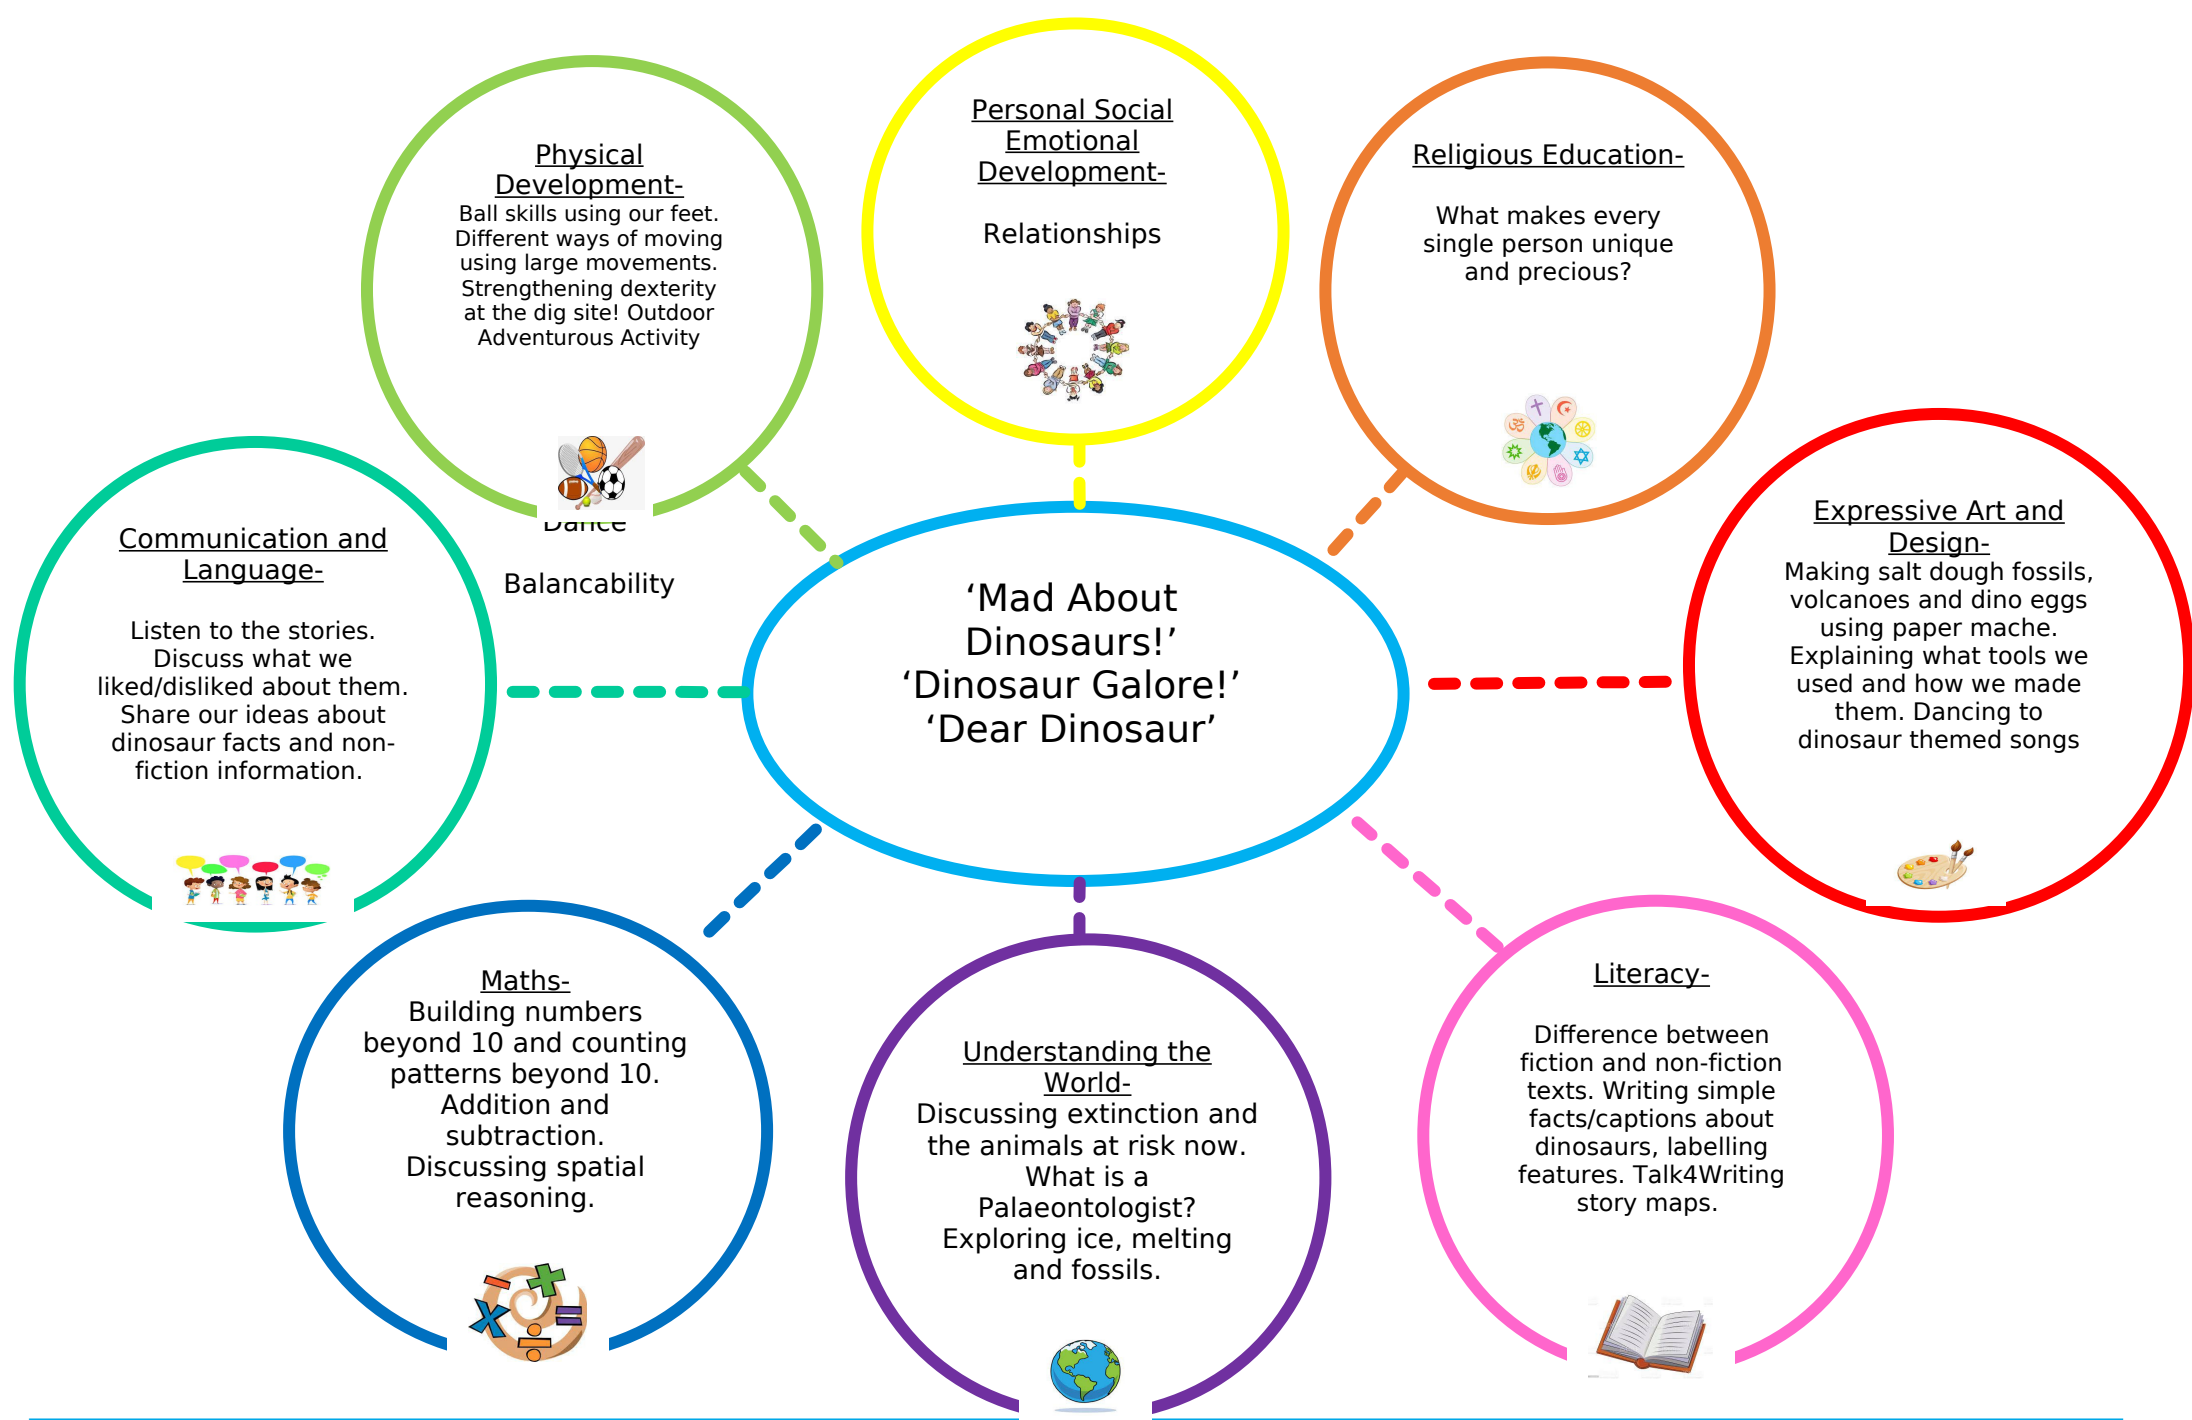 Personal Social
Emotional
Development-
Relationships
Physical
Development-
Ball skills using our feet.
Different ways of moving
using large movements.
Strengthening dexterity
at the dig site! Outdoor
Adventurous Activity
Dance
Balancability
Religious Education-
What makes every
single person unique
and precious?
Communication and
Language-
Listen to the stories.
Discuss what we
liked/disliked about them.
Share our ideas about
dinosaur facts and non-
fiction information.
‘Mad About
Dinosaurs!’
‘Dinosaur Galore!’
‘Dear Dinosaur’
Expressive Art and
Design-
Making salt dough fossils,
volcanoes and dino eggs
using paper mache.
Explaining what tools we
used and how we made
them. Dancing to
dinosaur themed songs
Maths-
Building numbers
beyond 10 and counting
patterns beyond 10.
Addition and
subtraction.
Discussing spatial
reasoning.
Understanding the
World-
Discussing extinction and
the animals at risk now.
What is a
Palaeontologist?
Exploring ice, melting
and fossils.
Literacy-
Difference between
fiction and non-fiction
texts. Writing simple
facts/captions about
dinosaurs, labelling
features. Talk4Writing
story maps.